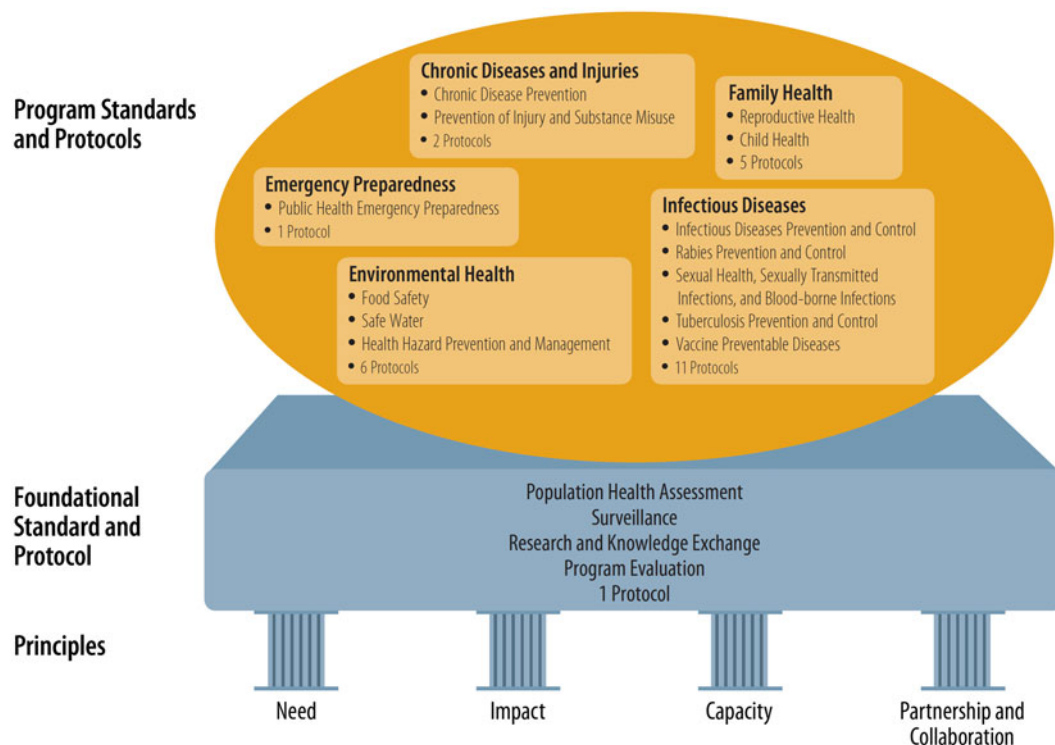 Program Standards
and Protocols
Chronic Diseases and Injuries
• Chronic Disease Prevention
• Prevention of Injury and Substance Misuse
• 2 Protocols
Family Health
• Reproductive Health
• Child Health
• 5 Protocols
Emergency Preparedness
• Public Health Emergency Preparedness
• 1 Protocol
Infectious Diseases
• Infectious Diseases Prevention and Control
• Rabies Prevention and Control
• Sexual Health, Sexually Transmitted
Infections, and Blood-borne Infections
• Tuberculosis Prevention and Control
• Vaccine Preventable Diseases
• 11 Protocols
Environmental Health
• Food Safety
• Safe Water
• Health Hazard Prevention and Management
• 6 Protocols
Foundational
Standard and
Protocol
Population Health Assessment
Surveillance
Research and Knowledge Exchange
Program Evaluation
1 Protocol
Principles
Need
Impact
Capacity
Partnership and
Collaboration